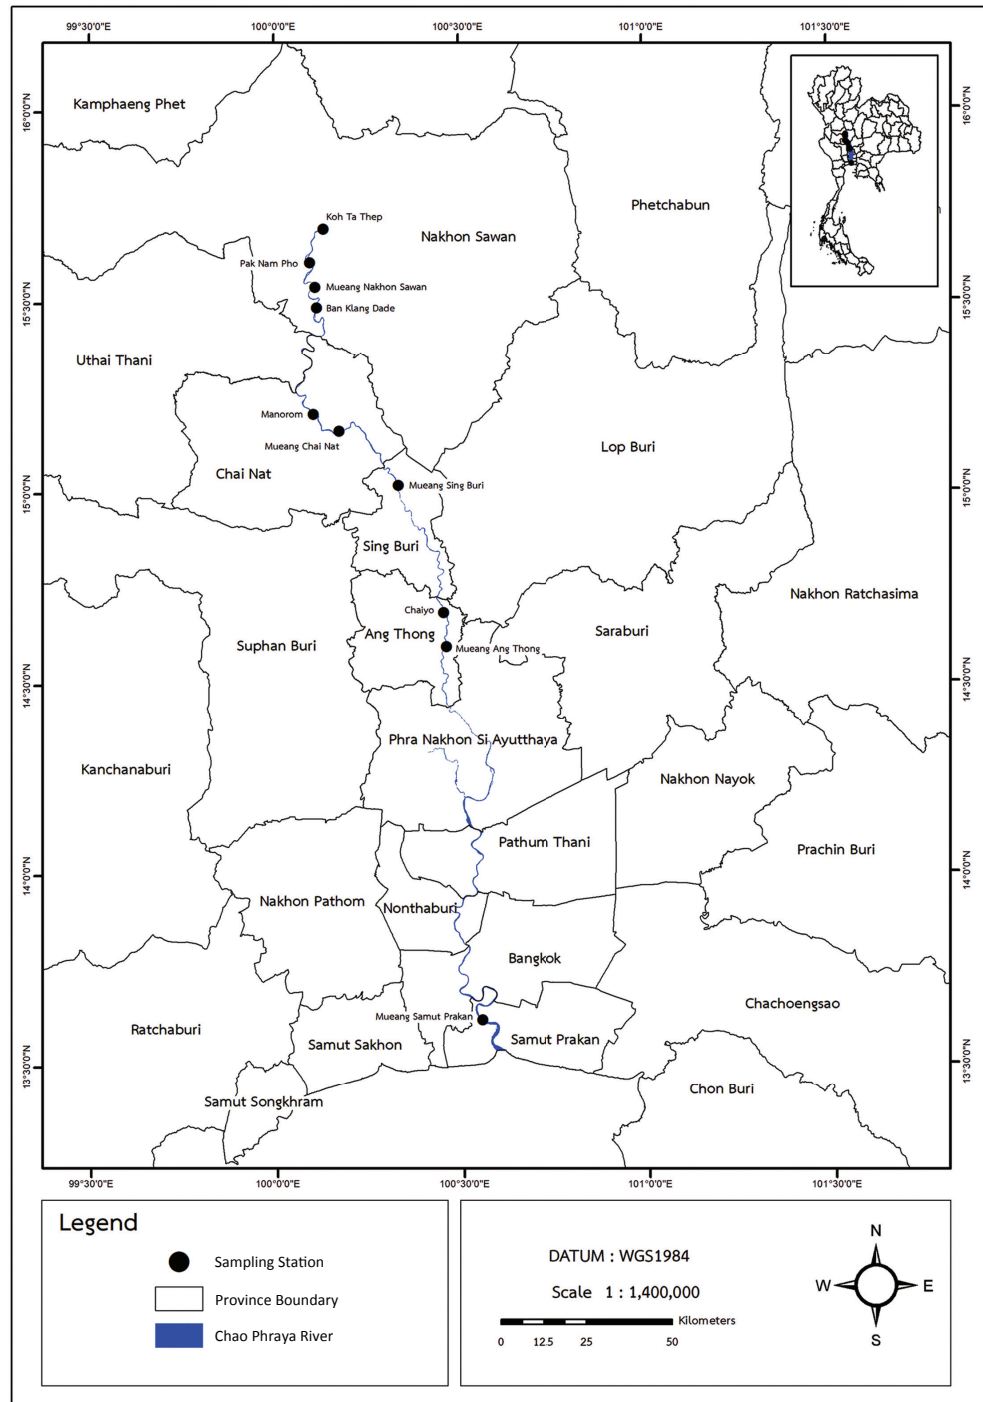 99°30'0"E 100°0'0"E 100°30'0"E 101°0'0"E 101°30'0"E
16°0'0"N 16°0'0"N
Kamphaeng Phet
Phetchabun
Koh Ta Thep
Nakhon Sawan
Pak Nam Pho
Mueang Nakhon Sawan
Ban Klang Dade
15°30'0"N 15°30'0"N
Uthai Thani
Manorom
Mueang Chai Nat
Lop Buri
Chai Nat
Mueang Sing Buri
15°0'0"N 15°0'0"N
Sing Buri
Nakhon Ratchasima
Chaiyo
Ang Thong
Saraburi
Suphan Buri
Mueang Ang Thong
14°30'0"N 14°30'0"N
Phra Nakhon Si Ayutthaya
Kanchanaburi
Nakhon Nayok
Pathum Thani
Prachin Buri
14°0'0"N 14°0'0"N
Nakhon Pathom
Nonthaburi
Bangkok
Chachoengsao
Mueang Samut Prakan
Ratchaburi
Samut Sakhon
Samut Prakan
13°30'0"N 13°30'0"N
Chon Buri
Samut Songkhram
99°30'0"E 100°0'0"E 100°30'0"E 101°0'0"E 101°30'0"E
Legend
Sampling Station
Province Boundary
Chao Phraya River
DATUM : WGS1984
Scale 1 : 1,400,000
Kilometers
0 12.5 25 50
N
W E
S